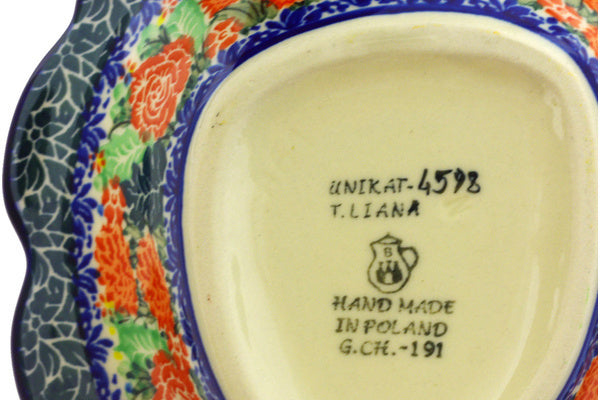 UNIKAT-4598
T.LIANA
B
HAND MADE
IN POLAND
G.CH.-191